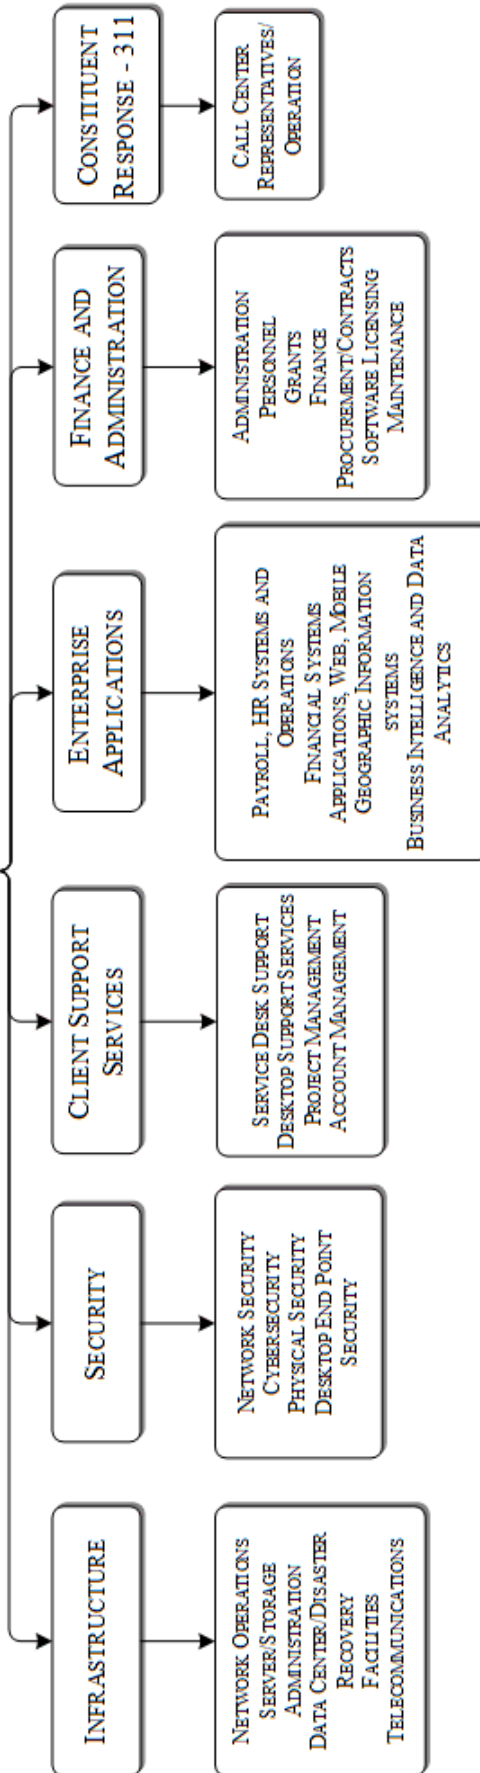 INFRASTRUCTURE
NETWORK OPERATIONS
SERVER/STORAGE
ADMINISTRATION
DATA CENTER/DISASTER
RECOVERY
FACILITIES
TELECOMMUNICATIONS
SECURITY
NETWORK SECURITY
CYBERSECURITY
PHYSICAL SECURITY
DESKTOP END POINT
SECURITY
CLIENT SUPPORT
SERVICES
SERVICE DESK SUPPORT
DESKTOP SUPPORT SERVICES
PROJECT MANAGEMENT
ACCOUNT MANAGEMENT
ENTERPRISE
APPLICATIONS
PAYROLL, HR SYSTEMS AND
OPERATIONS
FINANCIAL SYSTEMS
APPLICATIONS, WEB, MOBILE
GEOGRAPHIC INFORMATION
SYSTEMS
BUSINESS INTELLIGENCE AND DATA
ANALYTICS
FINANCE AND
ADMINISTRATION
ADMINISTRATION
PERSONNEL
GRANTS
FINANCE
PROCUREMENT/CONTRACTS
SOFTWARE LICENSING
MAINTENANCE
CONSTITUENT
RESPONSE - 311
CALL CENTER
REPRESENTATIVES/
OPERATION